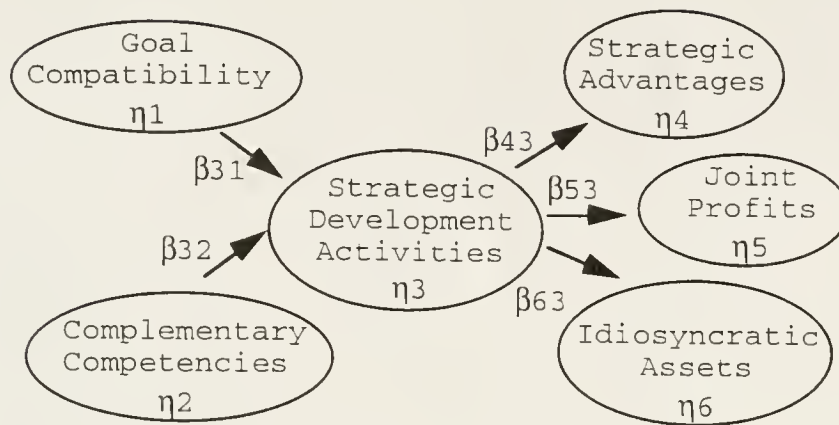 Goal
Compatibility
η1
β31
Complementary
Competencies
η2
β32
Strategic
Development
Activities
η3
β43
Strategic
Advantages
η4
β53
Joint
Profits
η5
β63
Idiosyncratic
Assets
η6